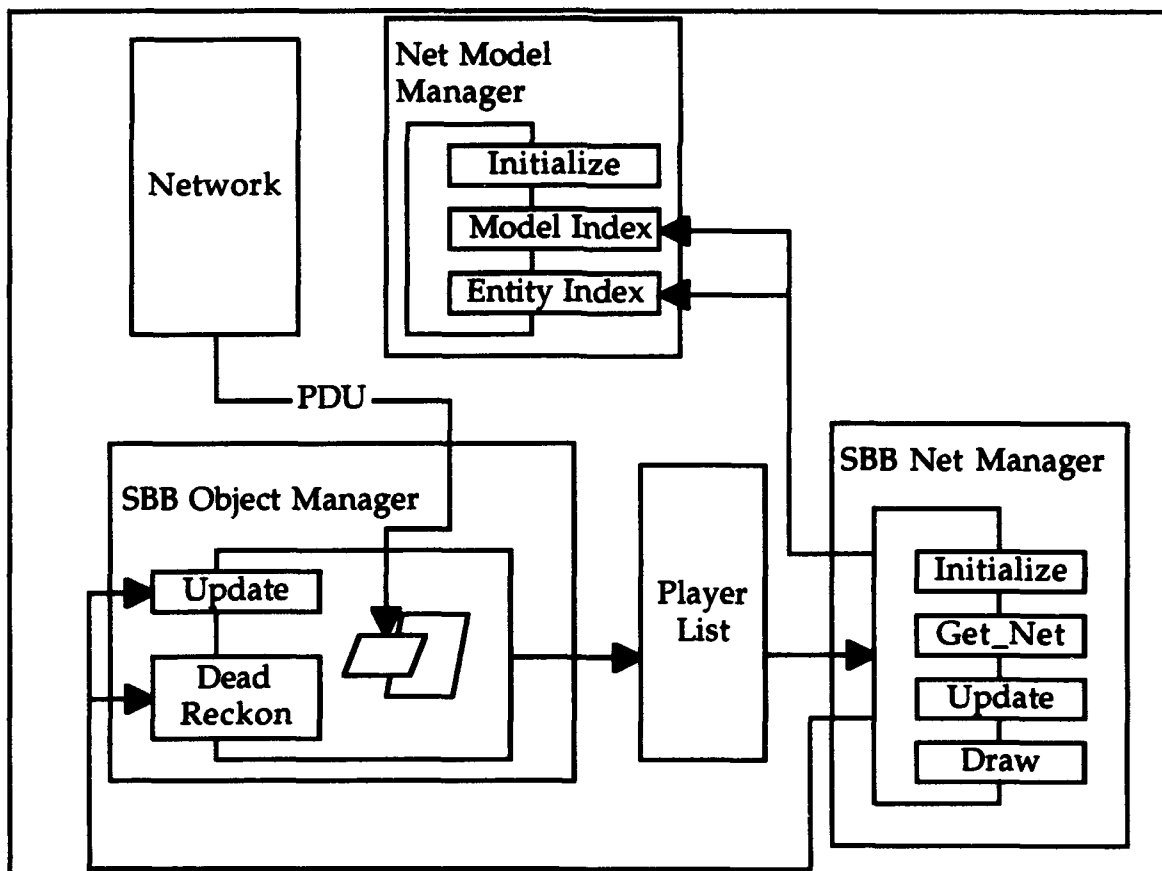 Network
Net Model
Manager
Initialize
Model Index
Entity Index
PDU
SBB Object Manager
Update
Dead
Reckon
Player
List
SBB Net Manager
Initialize
Get_Net
Update
Draw